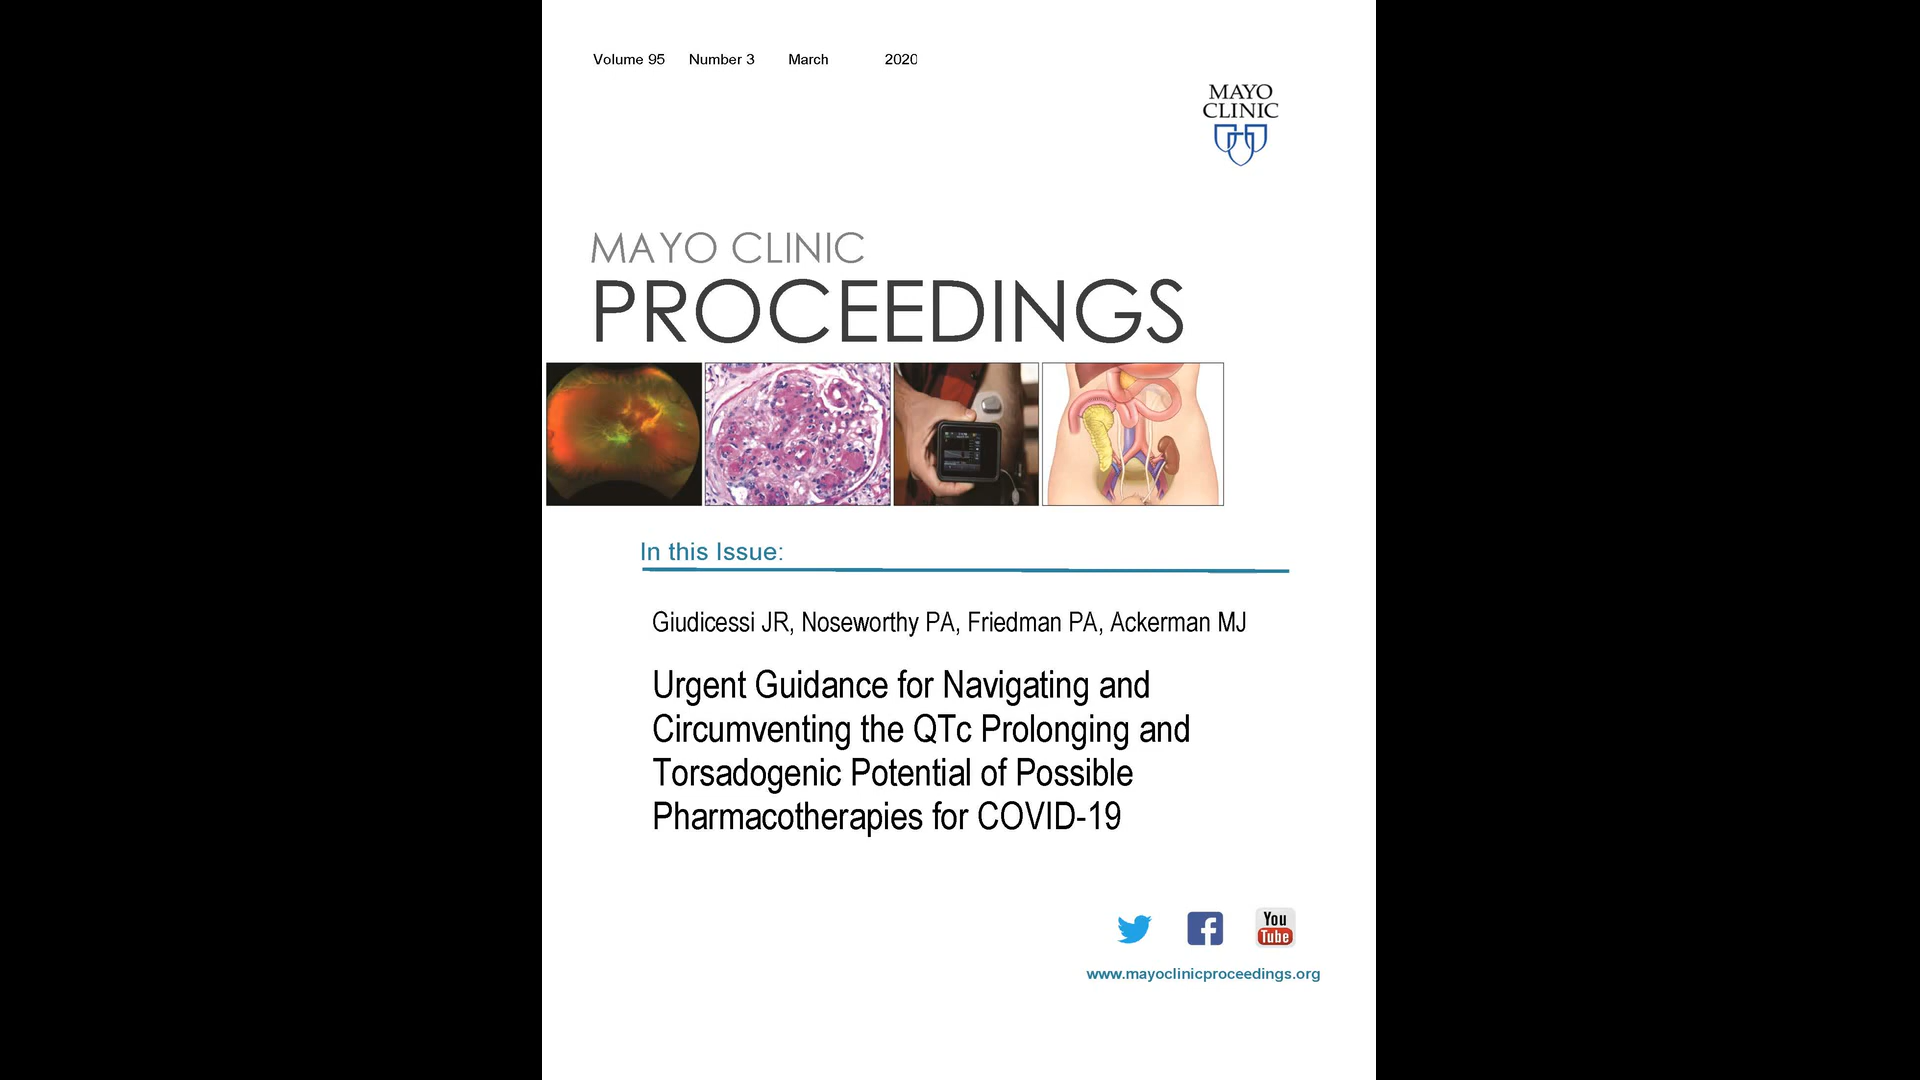 Volume 95 Number 3 March 2020
MAYO
CLINIC
MAYO CLINIC
PROCEEDINGS
In this Issue:
Giudicessi JR, Noseworthy PA, Friedman PA, Ackerman MJ
Urgent Guidance for Navigating and
Circumventing the QTc Prolonging and
Torsadogenic Potential of Possible
Pharmacotherapies for COVID-19
You
Tube
www.mayoclinicproceedings.org